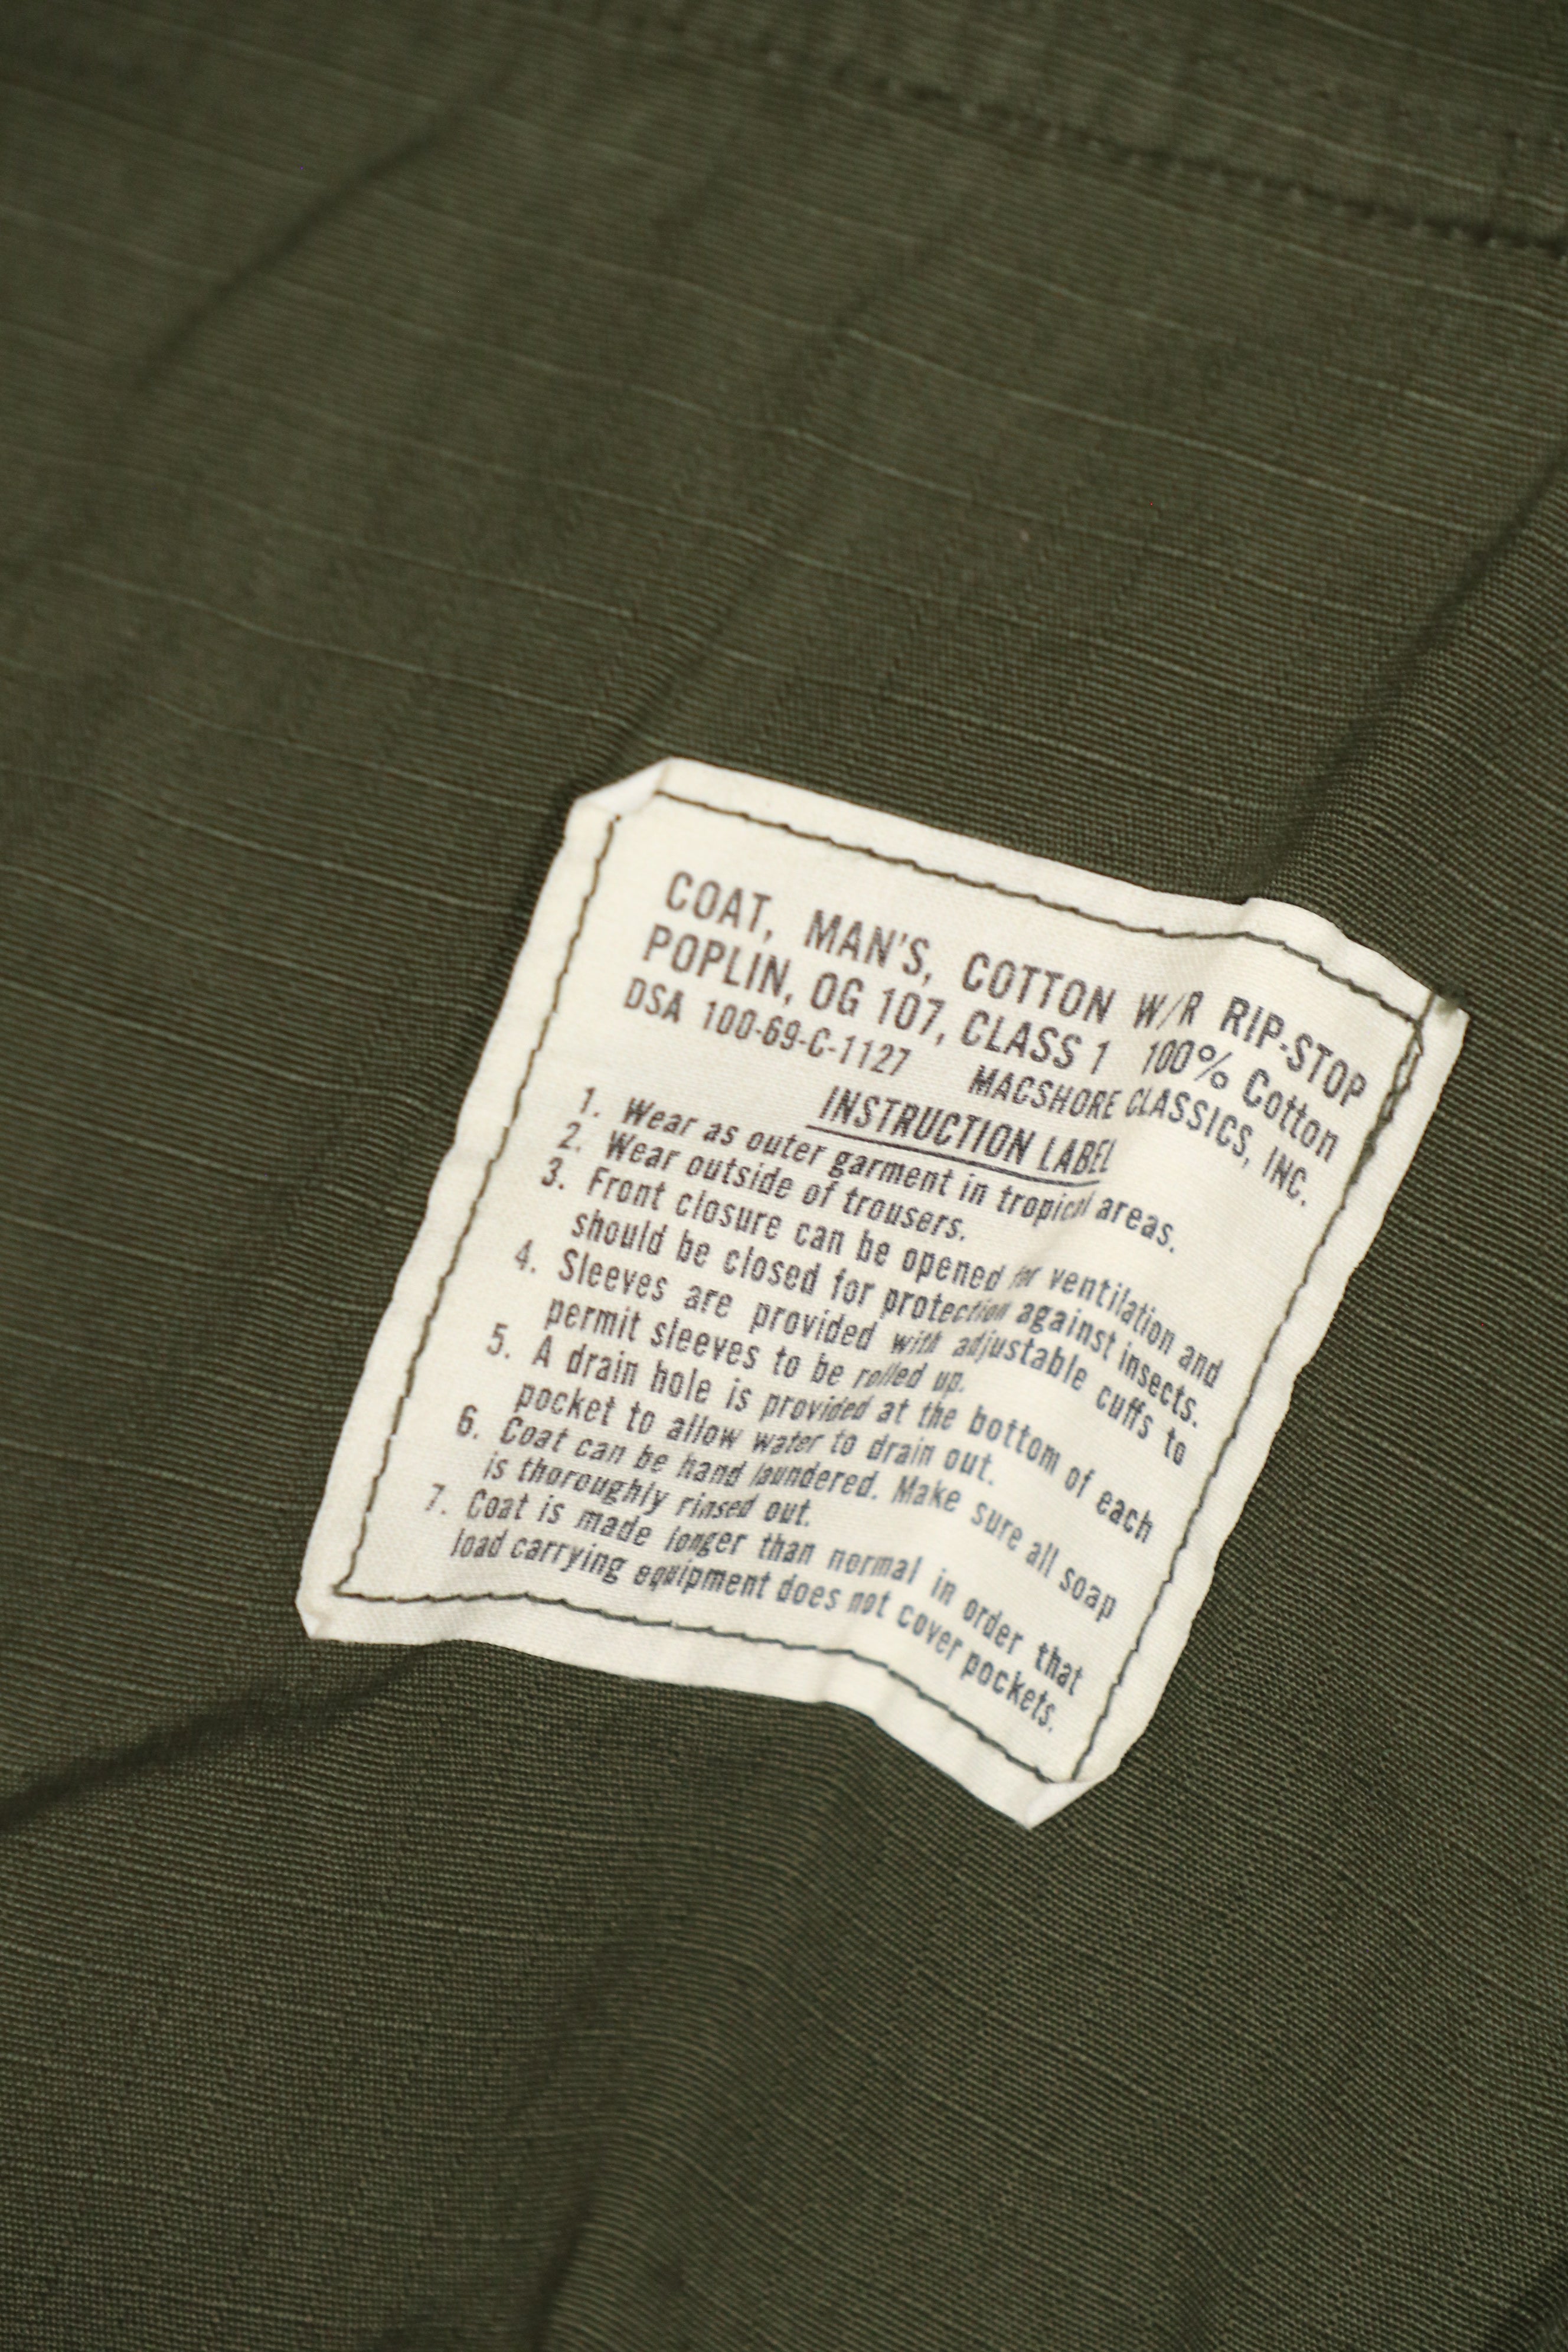 COAT, MAN'S, COTTON W/R RIP-STOP
POPLIN, OG 107, CLASS 1 100% Cotton
DSA 100-69-C-1127 MACSHORE CLASSICS, INC.
INSTRUCTION LABEL
1. Wear as outer garment in tropical areas.
2. Wear outside of trousers.
3. Front closure can be opened for ventilation and
should be closed for protection against insects.
4. Sleeves are provided with adjustable cuffs to
permit sleeves to be rolled up.
5. A drain hole is provided at the bottom of each
pocket to allow water to drain out.
6. Coat can be hand laundered. Make sure all soap
is thoroughly rinsed out.
7. Coat is made longer than normal in order that
load carrying equipment does not cover pockets.